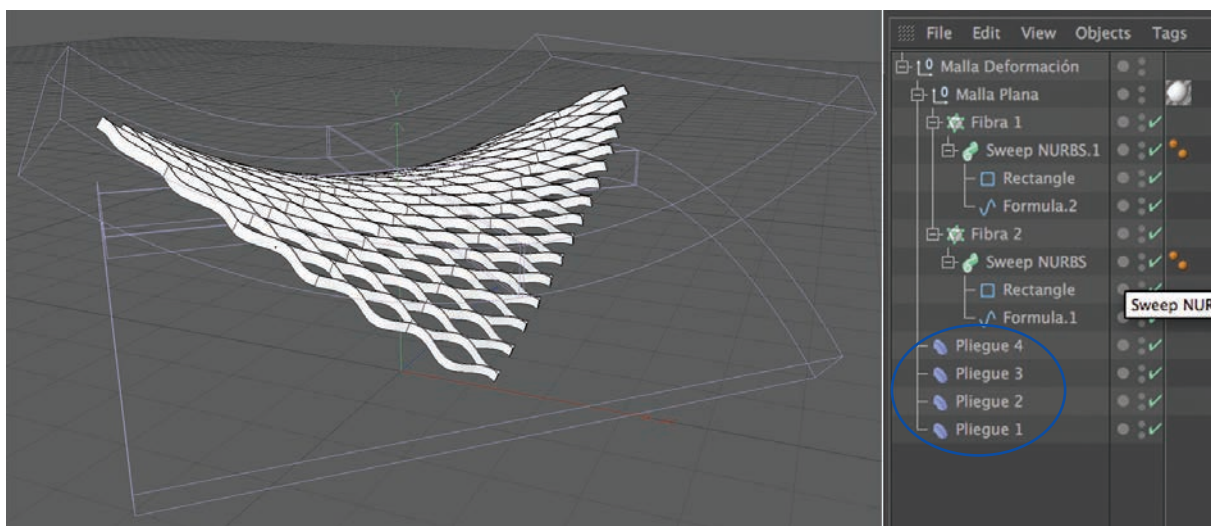 File Edit View Objects Tags
Malla Deformación
Malla Plana
Fibra 1
Sweep NURBS.1
Rectangle
Formula.2
Fibra 2
Sweep NURBS
Rectangle
Sweep NUR
Formula.1
Pliegue 4
Pliegue 3
Pliegue 2
Pliegue 1
Y